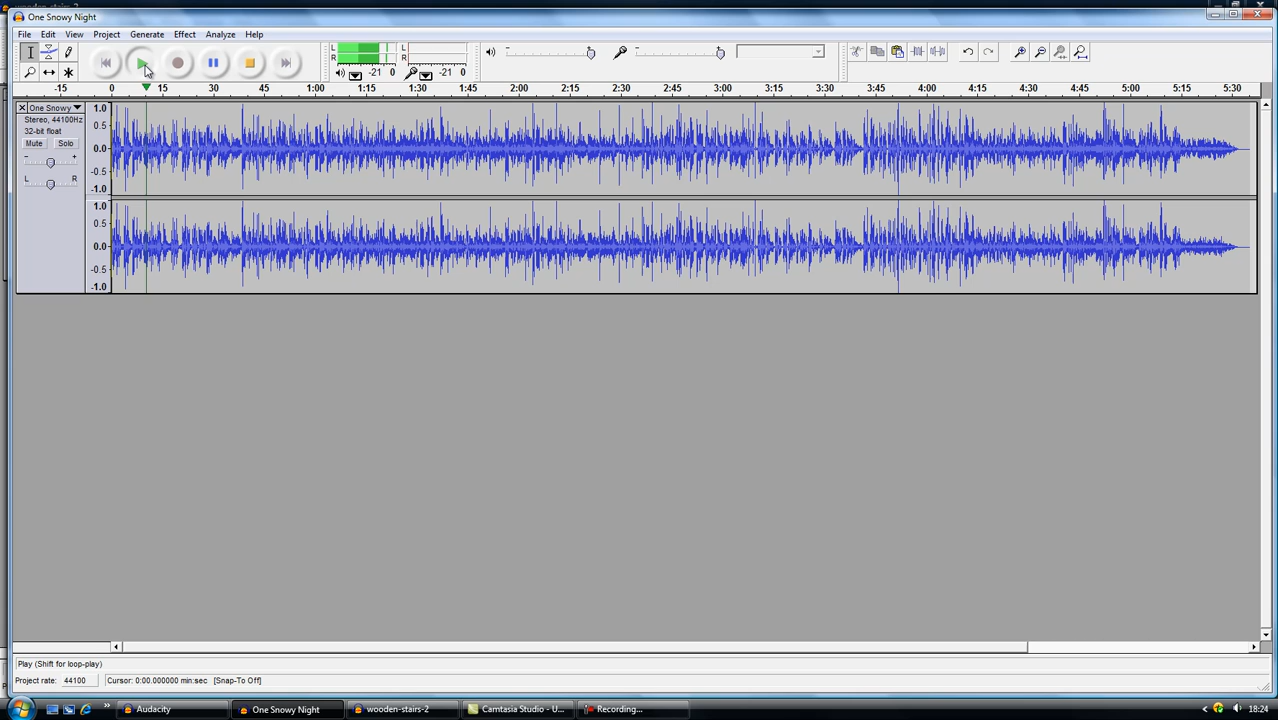 wooden-stairs-2
One Snowy Night
File Edit View Project Generate Effect Analyze Help
L
R
-21 0
L
R
-21 0
-15 0 15 30 45 1:00 1:15 1:30 1:45 2:00 2:15 2:30 2:45 3:00 3:15 3:30 3:45 4:00 4:15 4:30 4:45 5:00 5:15 5:30
One Snowy
Stereo, 44100Hz
32-bit float
Mute Solo
- +
L R
1.0
0.5
0.0
-0.5
-1.0
1.0
0.5
0.0
-0.5
-1.0
Play (Shift for loop-play)
Project rate: 44100 Cursor: 0:00.000000 min:sec [Snap-To Off]
Audacity One Snowy Night wooden-stairs-2 Camtasia Studio - U... Recording... 18:24